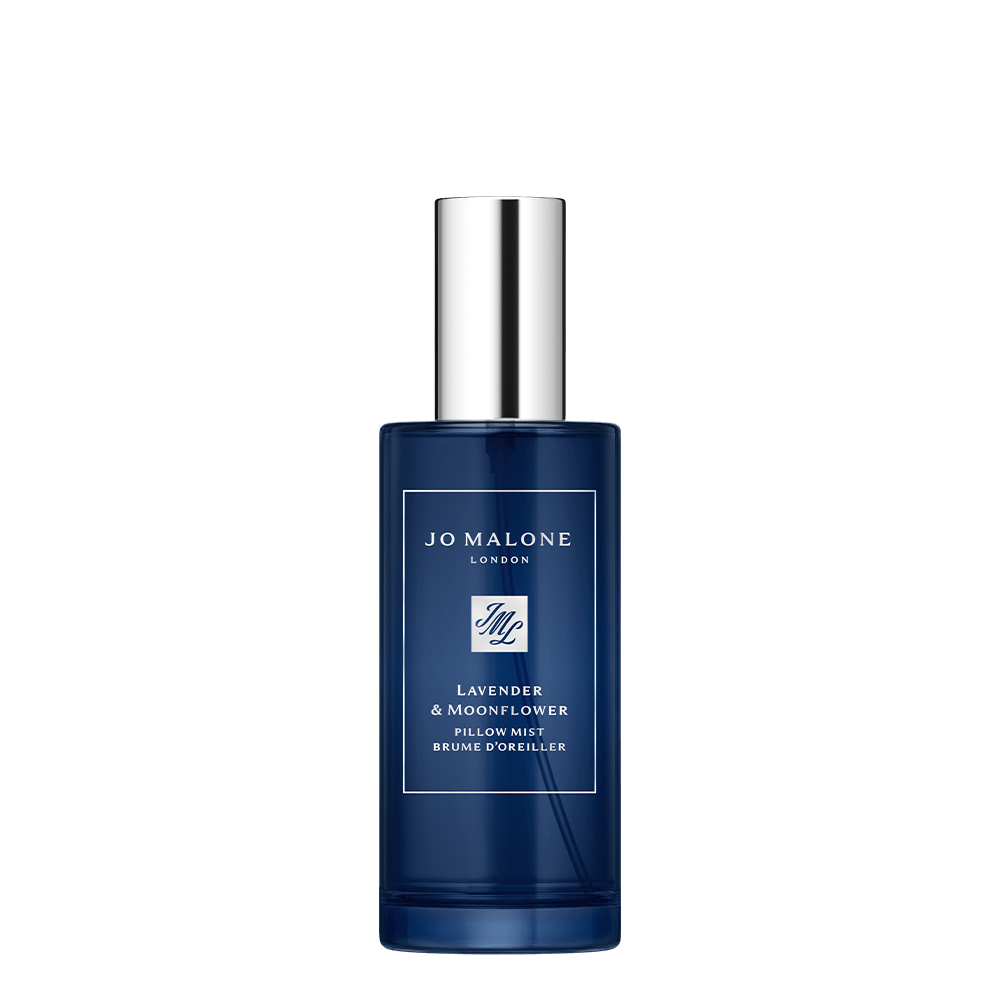 JO MALONE
LONDON
JML
LAVENDER
& MOONFLOWER
PILLOW MIST
BRUME D'OREILLER